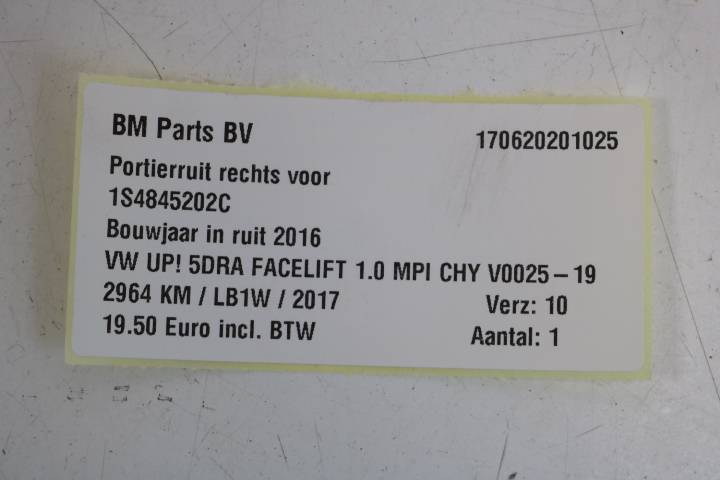 BM Parts BV 170620201025
Portierruit rechts voor
1S4845202C
Bouwjaar in ruit 2016
VW UP! 5DRA FACELIFT 1.0 MPI CHY V0025-19
2964 KM / LB1W / 2017 Verz: 10
19.50 Euro incl. BTW Aantal: 1